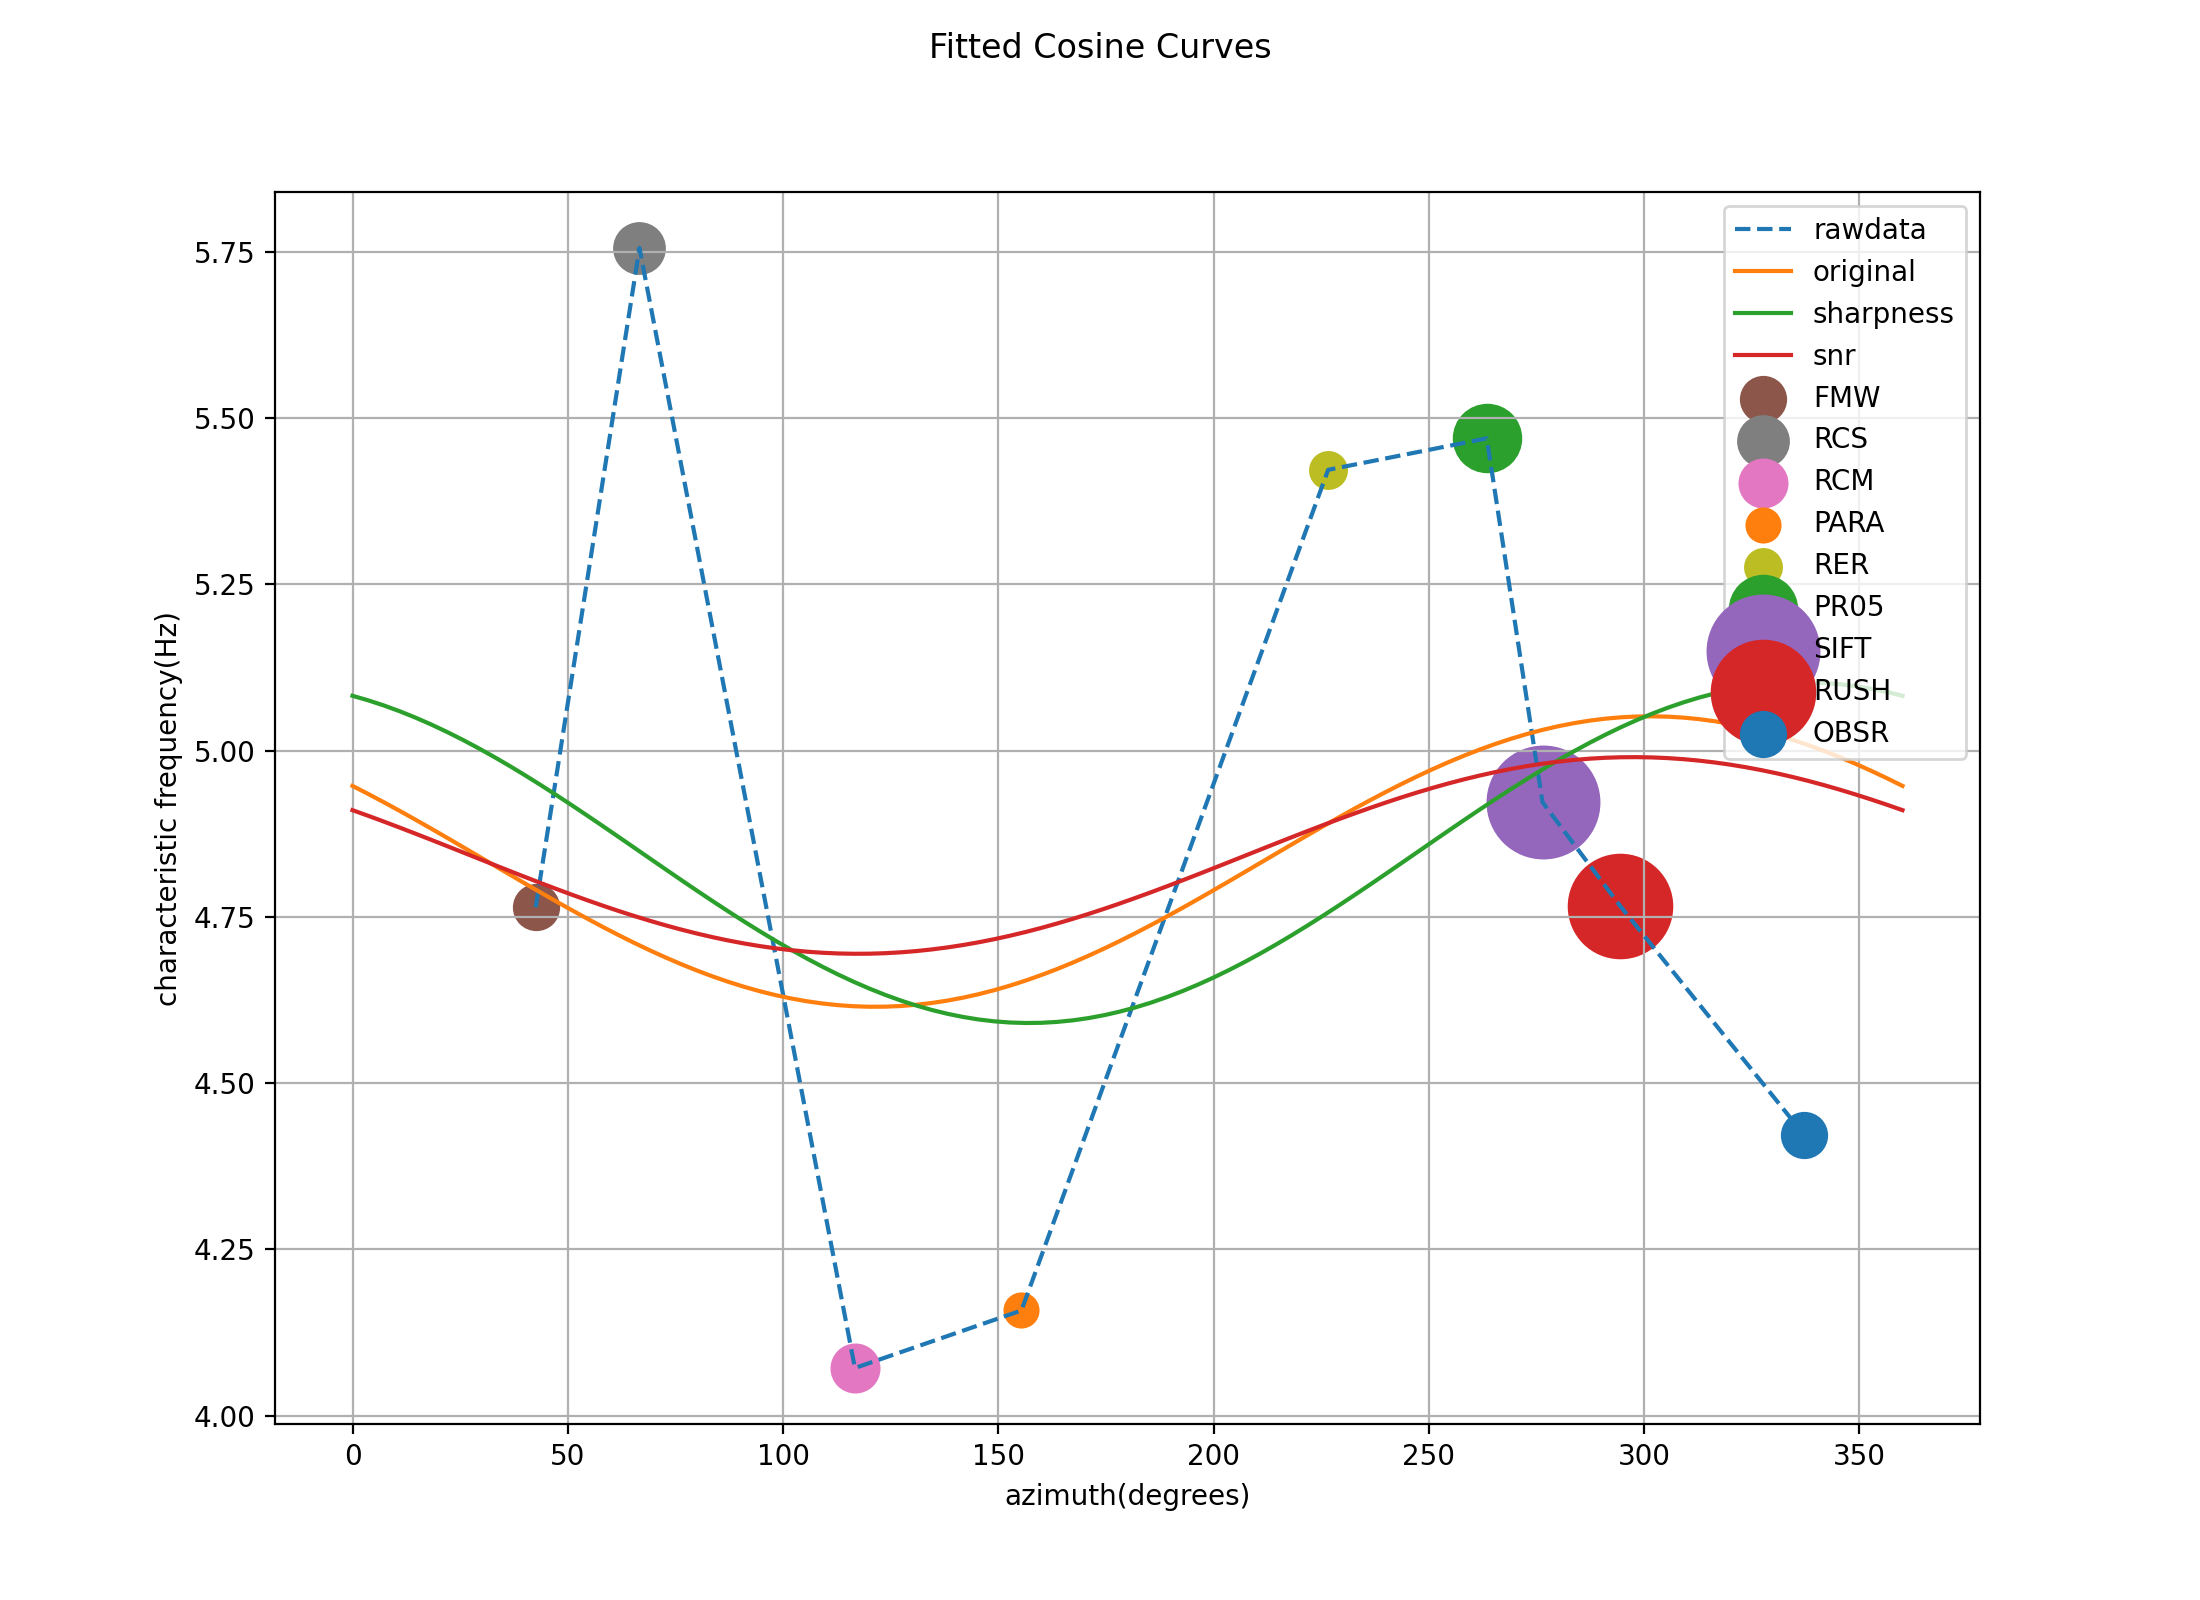 Fitted Cosine Curves
5.75
5.50
5.25
5.00
4.75
4.50
4.25
4.00
characteristic frequency(Hz)
rawdata
original
sharpness
snr
FMW
RCS
RCM
PARA
RER
PR05
SIFT
RUSH
OBSR
0 50 100 150 200 250 300 350
azimuth(degrees)